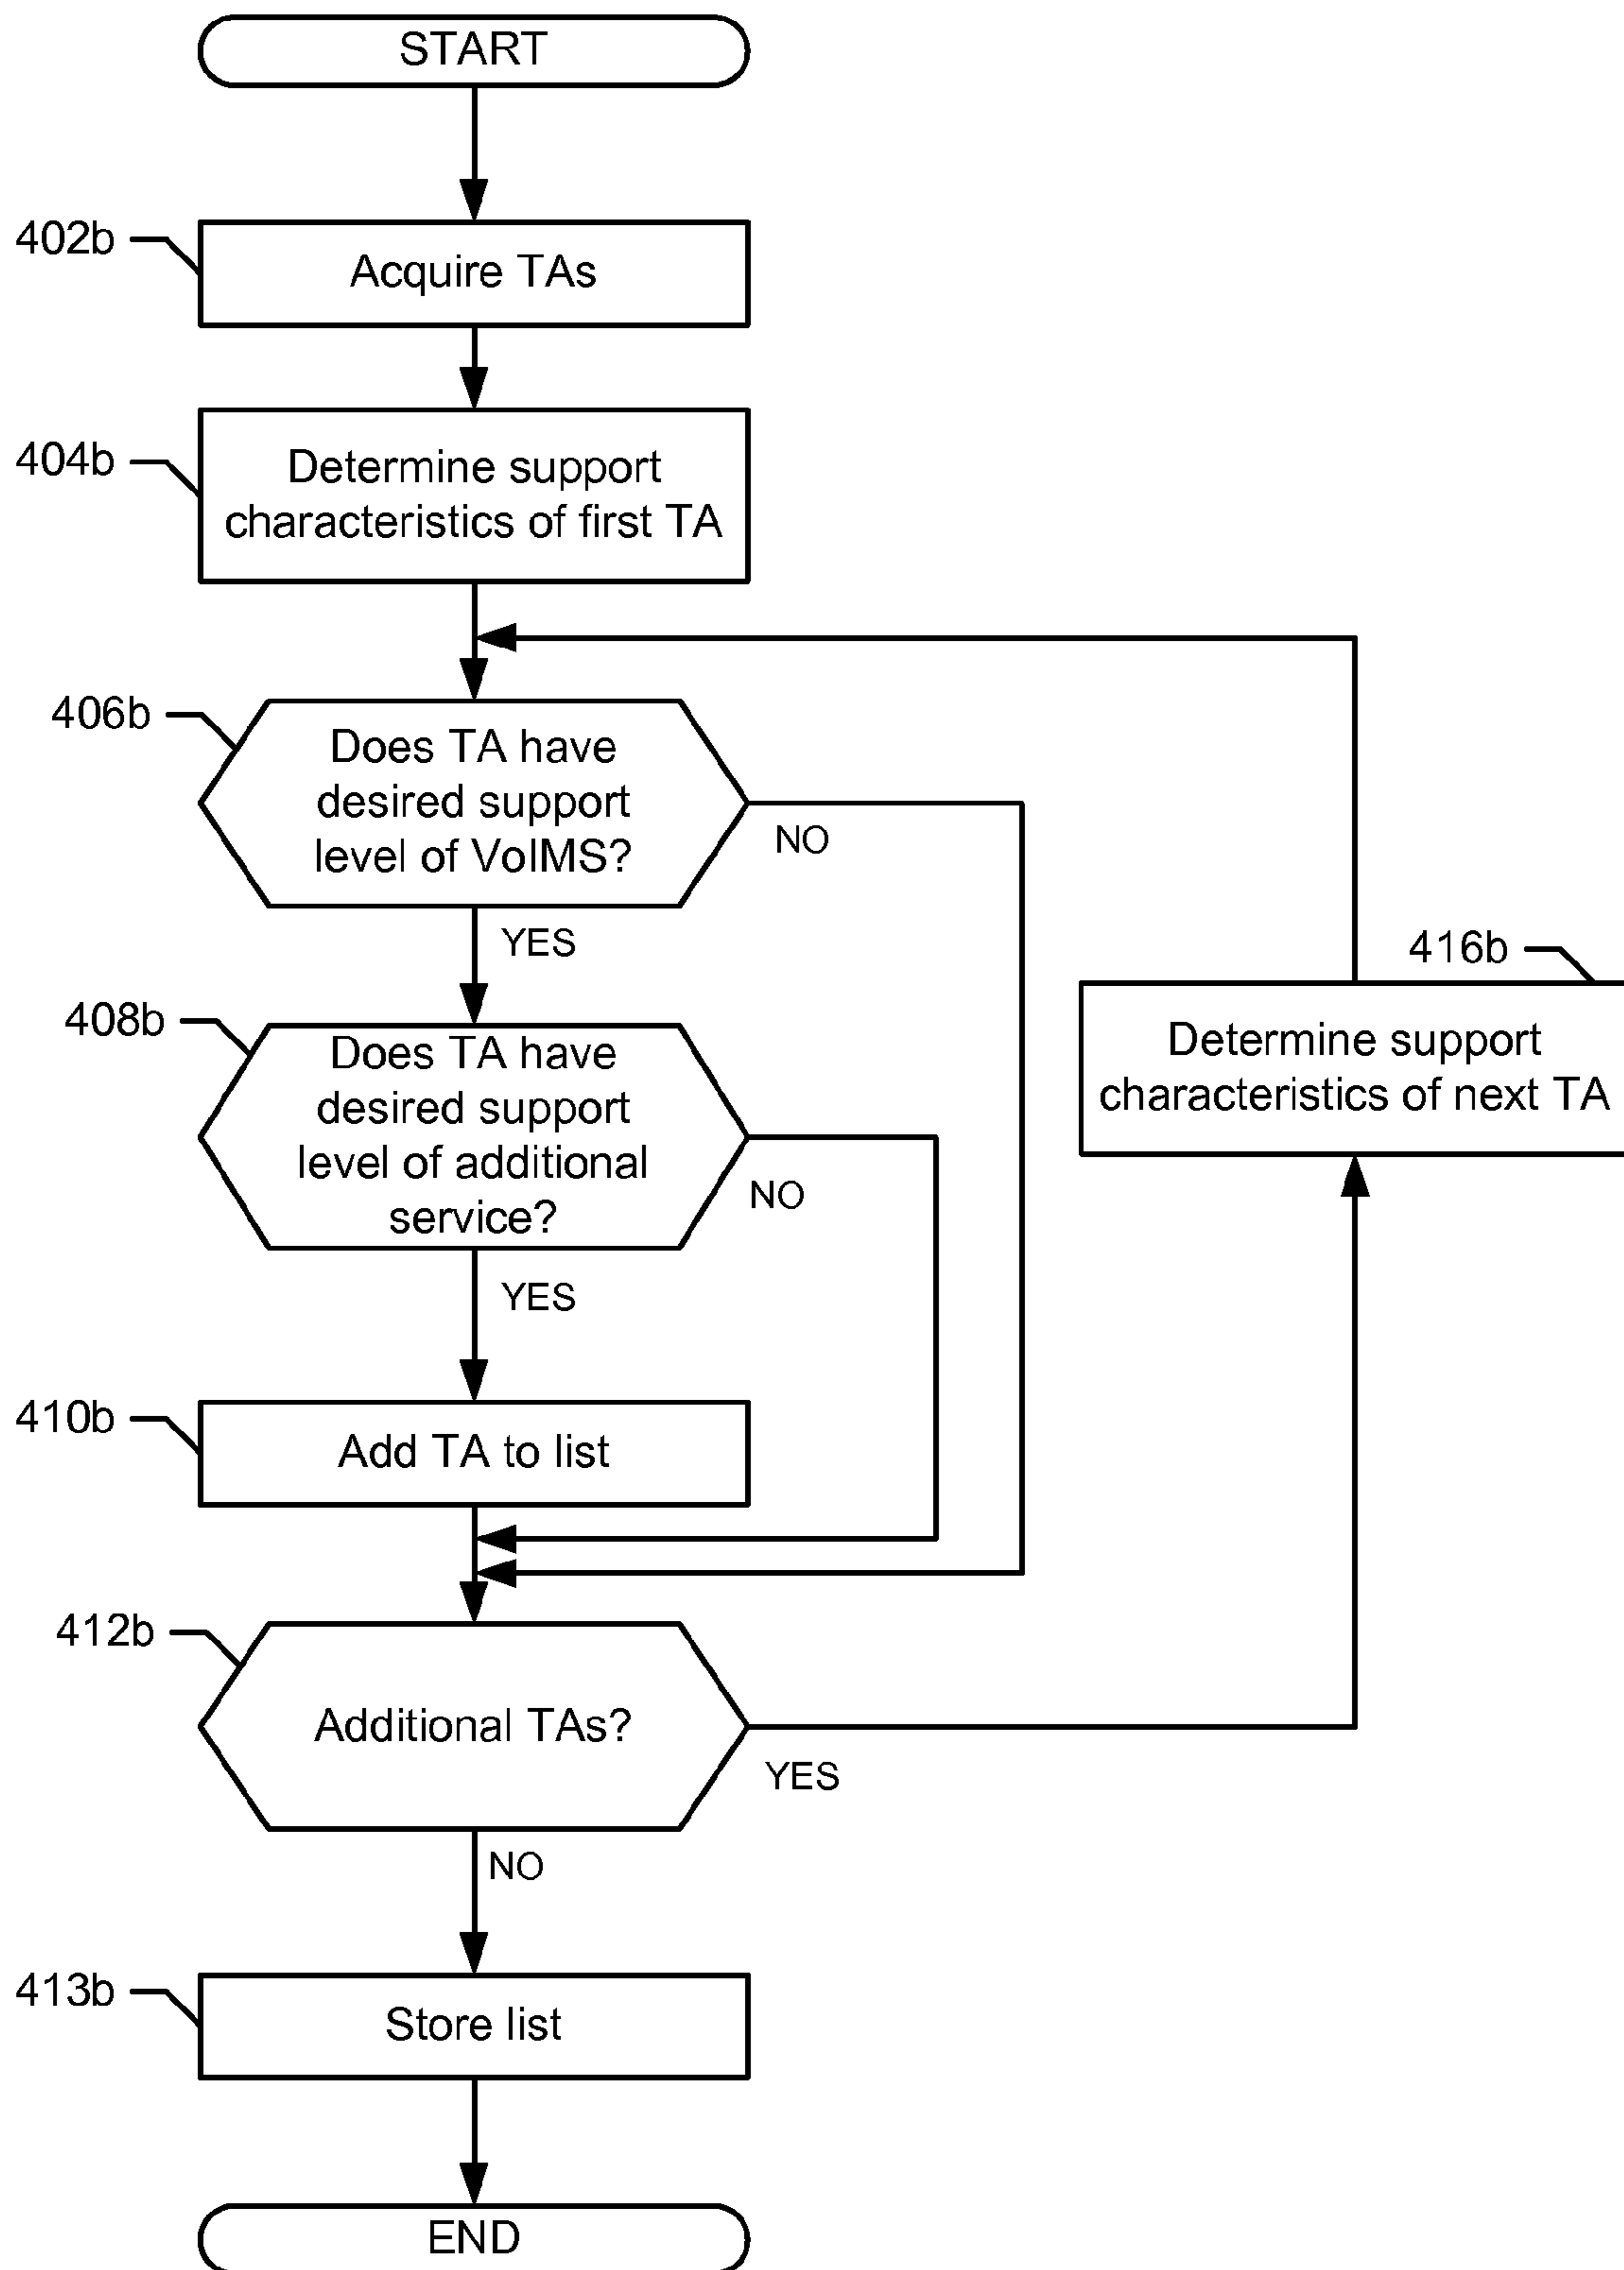 START
402b
Acquire TAs
404b
Determine support
characteristics of first TA
406b
Does TA have
desired support
level of VoIMS?
NO
YES
416b
Determine support
characteristics of next TA
408b
Does TA have
desired support
level of additional
service?
NO
YES
410b
Add TA to list
412b
Additional TAs?
YES
NO
413b
Store list
END